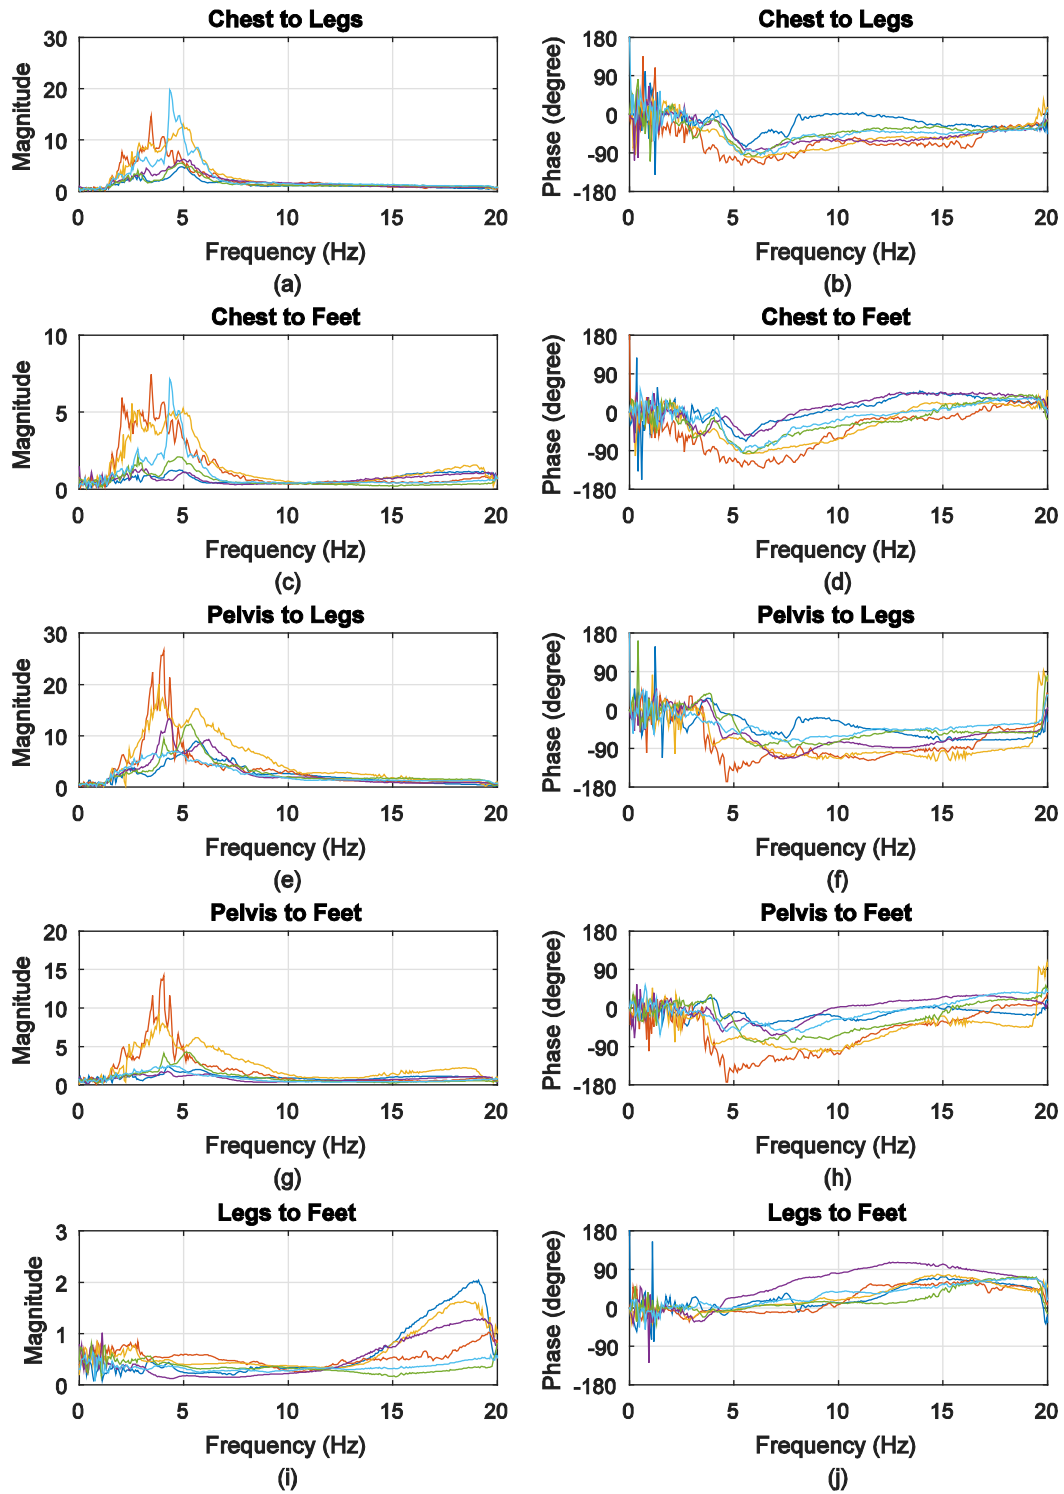 Chest to Legs
Chest to Legs
30
20
10
0
Magnitude
0 5 10 15 20
Frequency (Hz)
(a)
180
90
0
-90
-180
Phase (degree)
0 5 10 15 20
Frequency (Hz)
(b)
Chest to Feet
Chest to Feet
10
5
0
Magnitude
0 5 10 15 20
Frequency (Hz)
(c)
180
90
0
-90
-180
Phase (degree)
0 5 10 15 20
Frequency (Hz)
(d)
Pelvis to Legs
Pelvis to Legs
30
20
10
0
Magnitude
0 5 10 15 20
Frequency (Hz)
(e)
180
90
0
-90
-180
Phase (degree)
0 5 10 15 20
Frequency (Hz)
(f)
Pelvis to Feet
Pelvis to Feet
20
15
10
5
0
Magnitude
0 5 10 15 20
Frequency (Hz)
(g)
180
90
0
-90
-180
Phase (degree)
0 5 10 15 20
Frequency (Hz)
(h)
Legs to Feet
Legs to Feet
3
2
1
0
Magnitude
0 5 10 15 20
Frequency (Hz)
(i)
180
90
0
-90
-180
Phase (degree)
0 5 10 15 20
Frequency (Hz)
(j)